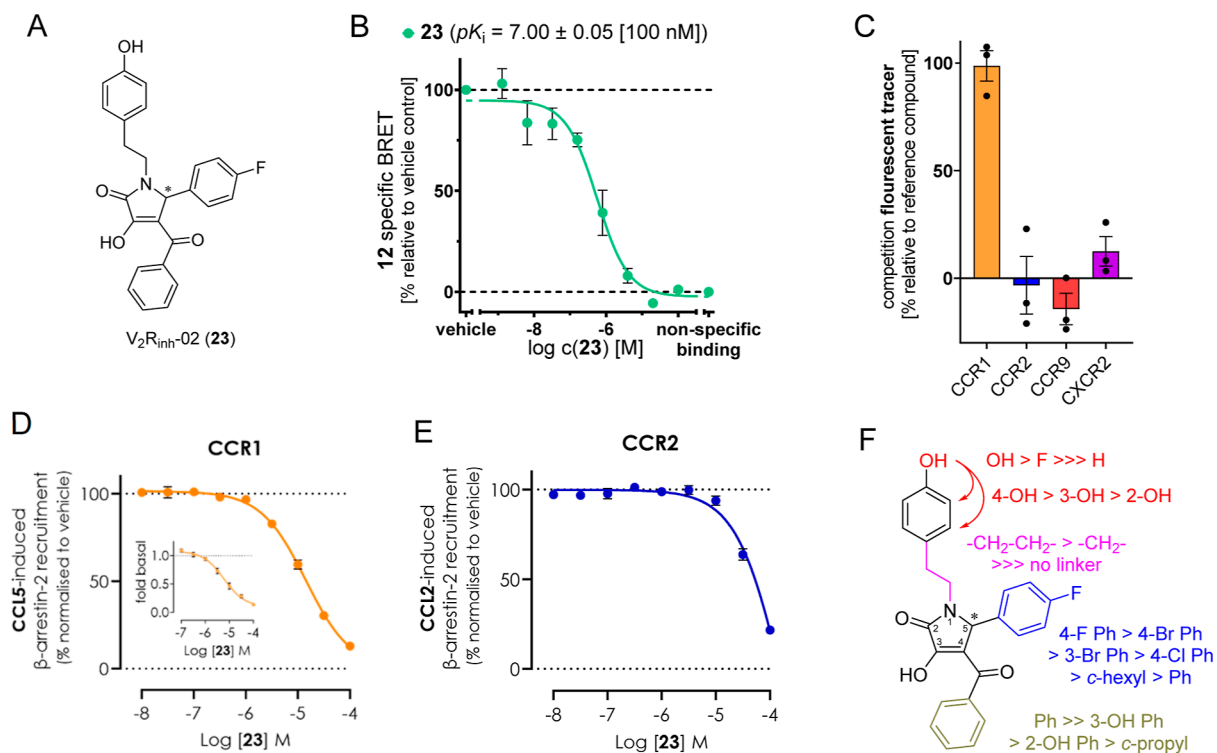 A
OH
N
*
F
O
HO
O
V₂Rinh-02 (23)
B
23 (pKi = 7.00 ± 0.05 [100 nM])
12 specific BRET
[% relative to vehicle control]
100
50
0
vehicle
-8
-6
non-specific
binding
log c(23) [M]
C
competition flourescent tracer
[% relative to reference compound]
100
50
0
CCR1
CCR2
CCR9
CXCR2
D
CCR1
CCL5-induced
β-arrestin-2 recruitment
(% normalised to vehicle)
100
50
0
fold basal
1.0
0.5
0.0
-7
-6
-5
-4
Log [23] M
-8
-7
-6
-5
-4
Log [23] M
E
CCR2
CCL2-induced
β-arrestin-2 recruitment
(% normalised to vehicle)
100
50
0
-8
-7
-6
-5
-4
Log [23] M
F
OH
OH > F >>> H
4-OH > 3-OH > 2-OH
-CH₂-CH₂- > -CH₂-
>>> no linker
F
N
*
O
1
2
3
4
5
HO
O
4-F Ph > 4-Br Ph
> 3-Br Ph > 4-Cl Ph
> c-hexyl > Ph
Ph >> 3-OH Ph
> 2-OH Ph > c-propyl